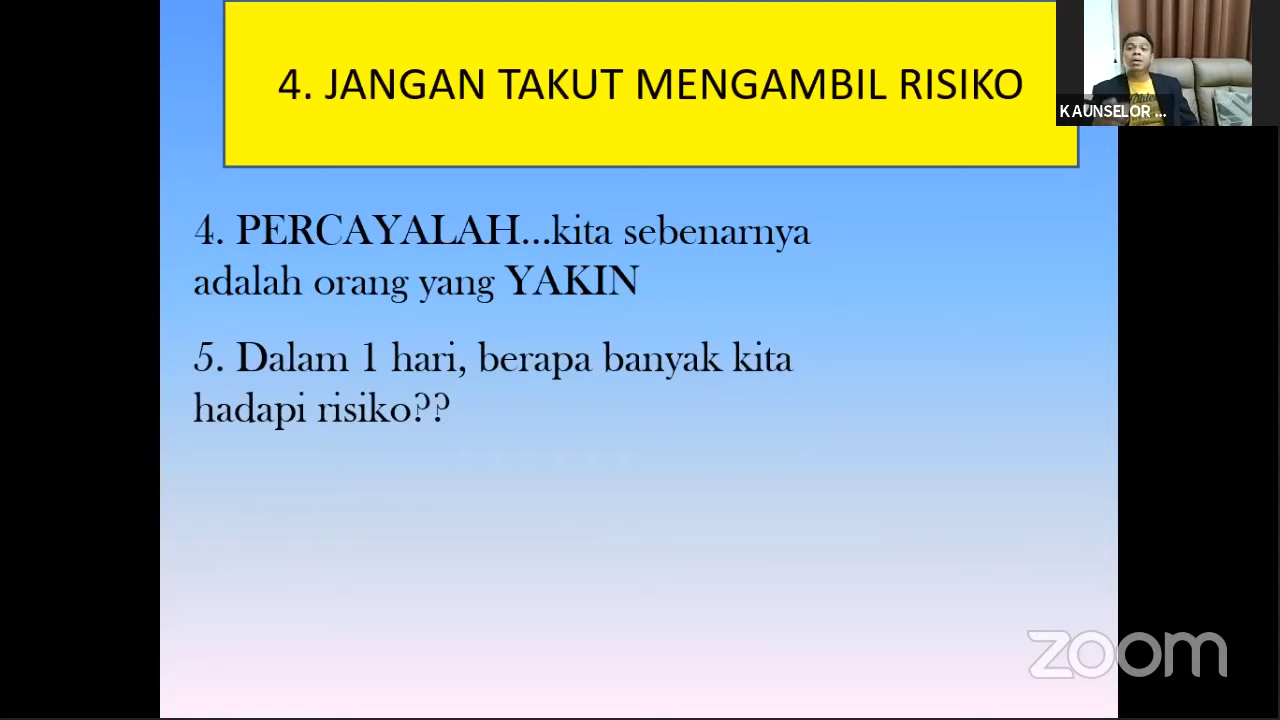 4. JANGAN TAKUT MENGAMBIL RISIKO
KAUNSELOR ...
4. PERCAYALAH...kita sebenarnya
adalah orang yang YAKIN
5. Dalam 1 hari, berapa banyak kita
hadapi risiko??
zoom